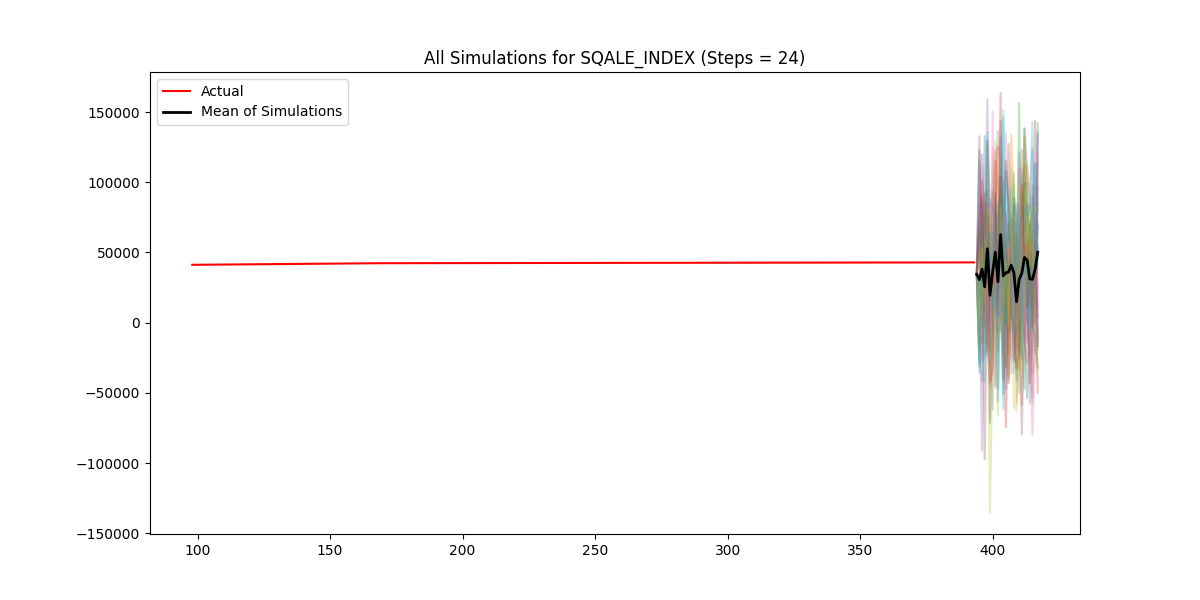 All Simulations for SQALE_INDEX (Steps = 24)
Actual
Mean of Simulations
150000
100000
50000
0
−50000
−100000
−150000
100 150 200 250 300 350 400